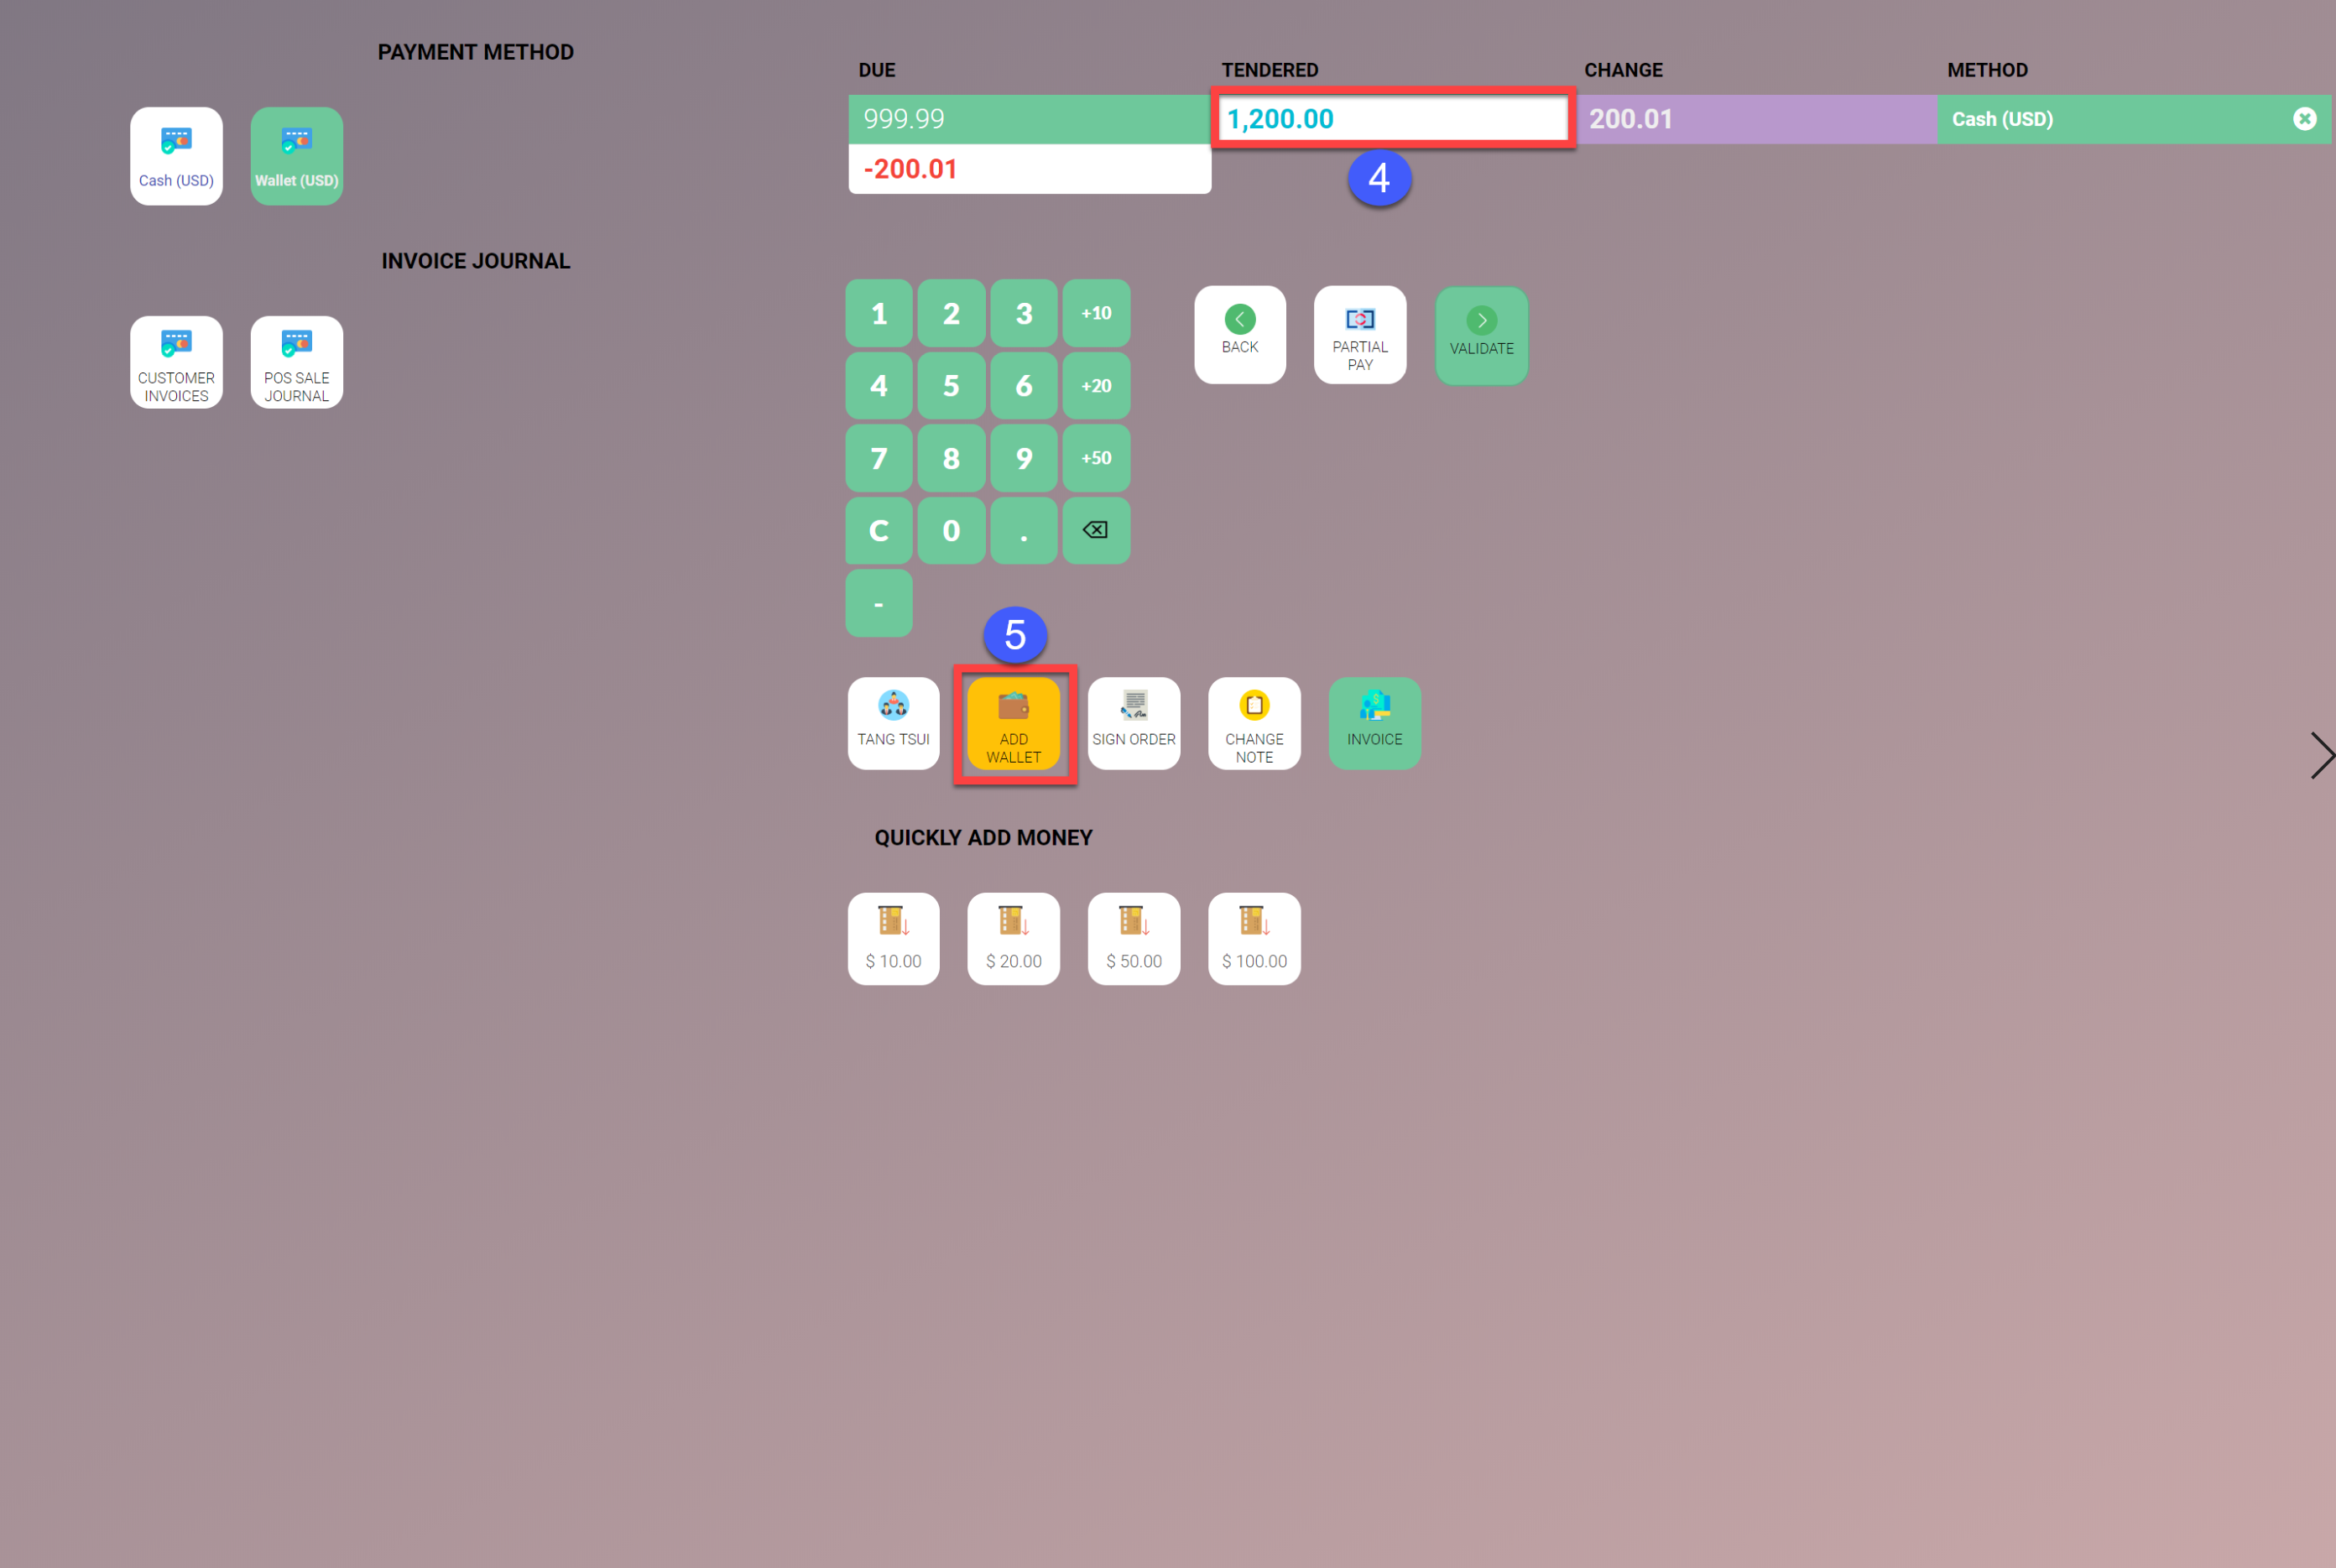 PAYMENT METHOD
Cash (USD)
Wallet (USD)
INVOICE JOURNAL
CUSTOMER
INVOICES
POS SALE
JOURNAL
DUE
TENDERED
CHANGE
METHOD
999.99
1,200.00
200.01
Cash (USD)
-200.01
4
1
2
3
+10
4
5
6
+20
7
8
9
+50
C
0
.
-
BACK
PARTIAL
PAY
VALIDATE
5
TANG TSUI
ADD
WALLET
SIGN ORDER
CHANGE
NOTE
INVOICE
QUICKLY ADD MONEY
$ 10.00
$ 20.00
$ 50.00
$ 100.00